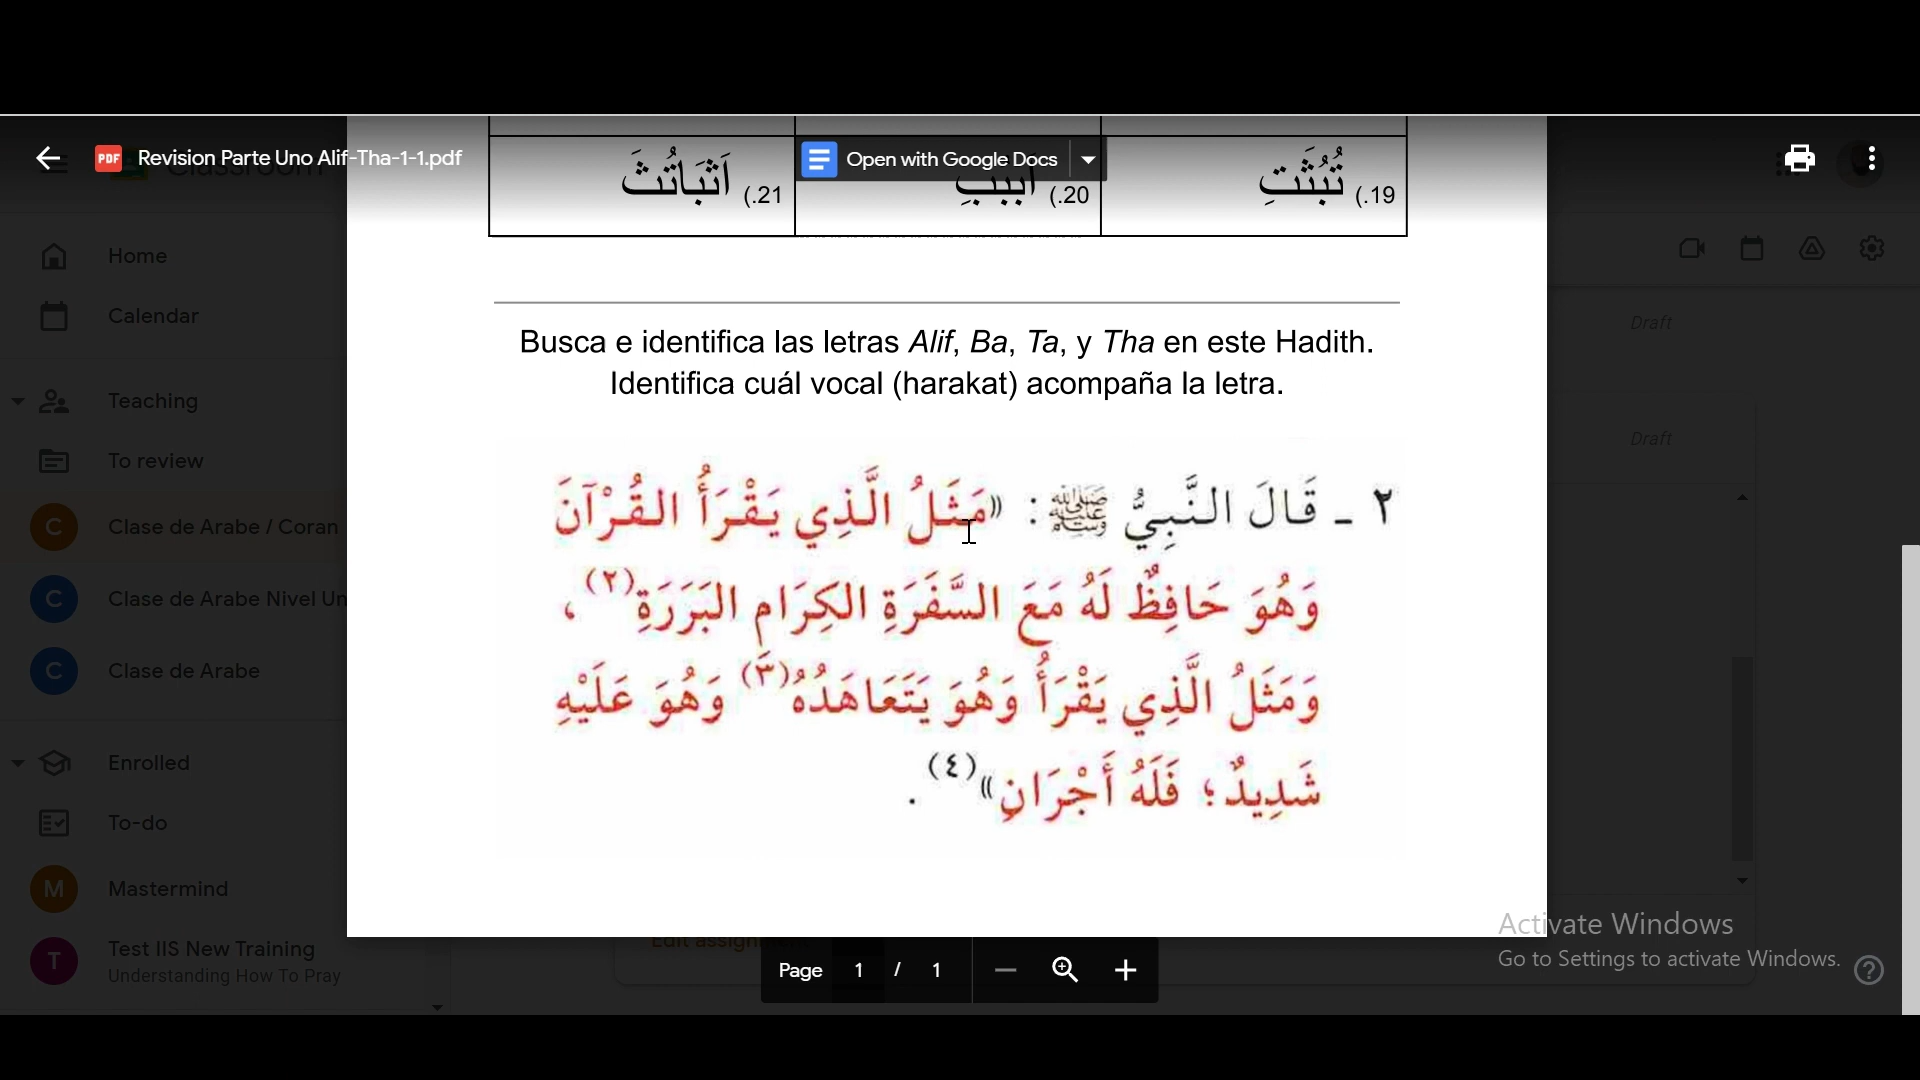 Revision Parte Uno Alif-Tha-1-1.pdf
Open with Google Docs
19.) تُبُثَتِ
20.) اَبَبِبِ
21.) اَثْبَاتُثَ
Home
Calendar
Teaching
To review
C Clase de Arabe / Coran
C Clase de Arabe Nivel Un
C Clase de Arabe
Enrolled
To-do
M Mastermind
T Test IIS New Training
Understanding How To Pray
Draft
Draft
Busca e identifica las letras Alif, Ba, Ta, y Tha en este Hadith.
Identifica cuál vocal (harakat) acompaña la letra.
٢ - قَالَ النَّبِيُّ ﷺ : «مَثَلُ الَّذِي يَقْرَأُ القُرْآنَ
وَهُوَ حَافِظٌ لَهُ مَعَ السَّفَرَةِ الكِرَامِ البَرَرَةِ(٢)،
وَمَثَلُ الَّذِي يَقْرَأُ وَهُوَ يَتَعَاهَدُهُ(٣) وَهُوَ عَلَيْهِ
شَدِيدٌ؛ فَلَهُ أَجْرَانِ»(٤).
Activate Windows
Go to Settings to activate Windows.
Page 1 / 1